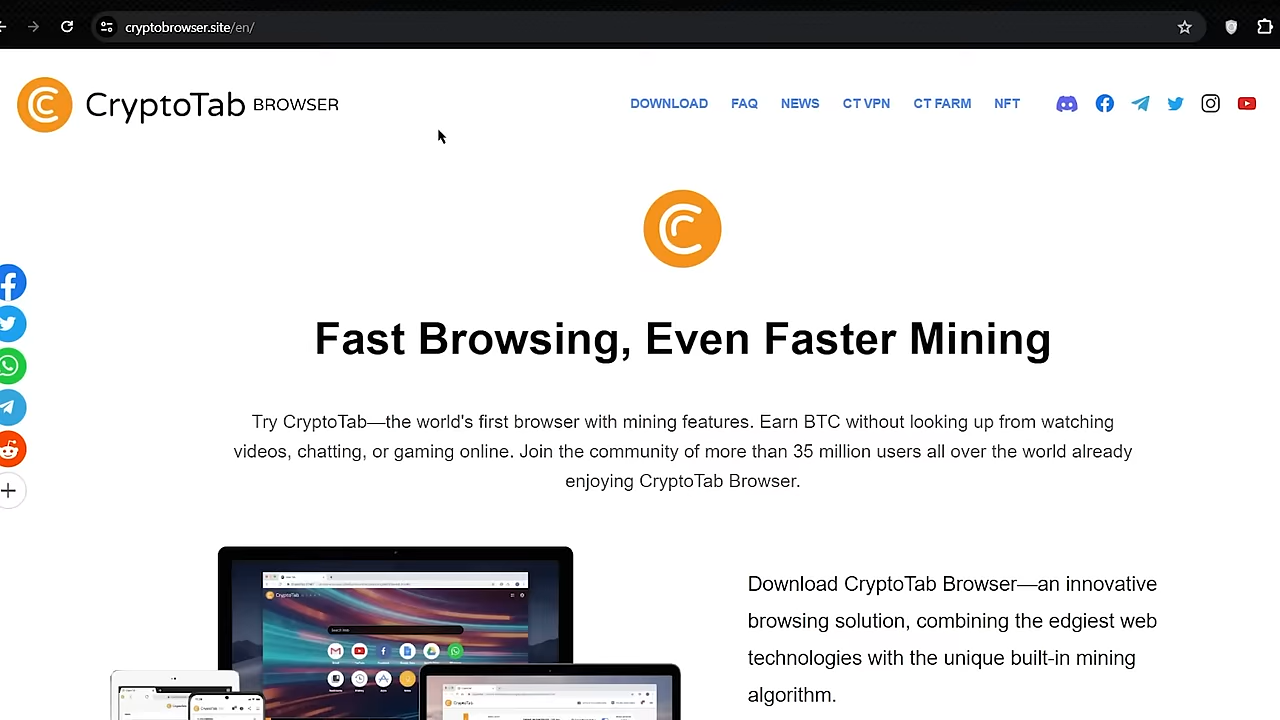 cryptobrowser.site/en/
CryptoTab BROWSER
DOWNLOAD FAQ NEWS CT VPN CT FARM NFT
Fast Browsing, Even Faster Mining
Try CryptoTab—the world's first browser with mining features. Earn BTC without looking up from watching
videos, chatting, or gaming online. Join the community of more than 35 million users all over the world already
enjoying CryptoTab Browser.
Download CryptoTab Browser—an innovative
browsing solution, combining the edgiest web
technologies with the unique built-in mining
algorithm.
CryptoTab